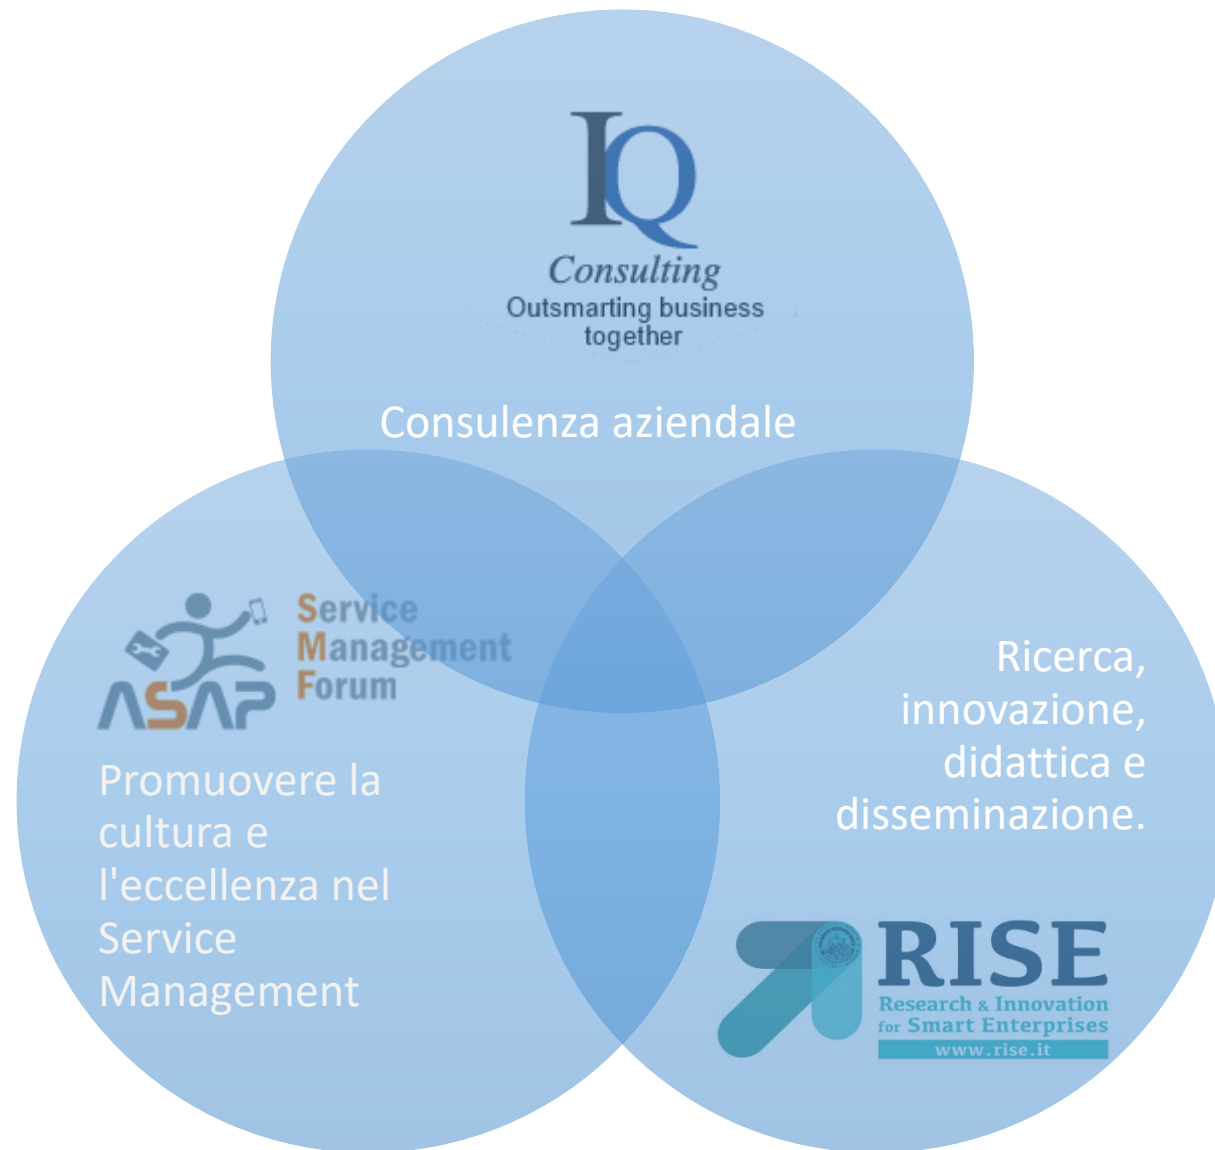 IQ
Consulting
Outsmarting business
together
Consulenza aziendale
ASAP
Service
Management
Forum
Promuovere la
cultura e
l'eccellenza nel
Service
Management
Ricerca,
innovazione,
didattica e
disseminazione.
RISE
Research & Innovation
for Smart Enterprises
www.rise.it